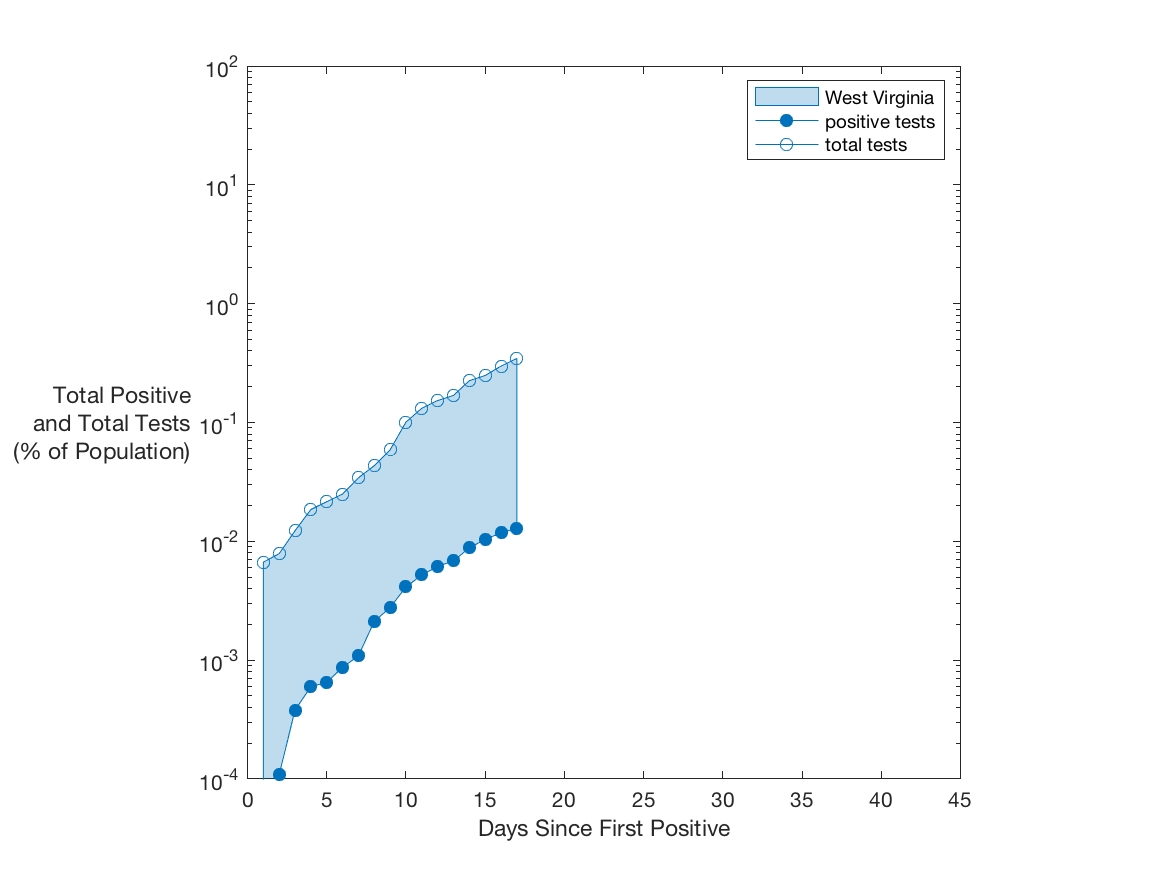 10^2
10^1
10^0
10^-1
10^-2
10^-3
10^-4
Total Positive
and Total Tests
(% of Population)
West Virginia
positive tests
total tests
0 5 10 15 20 25 30 35 40 45
Days Since First Positive